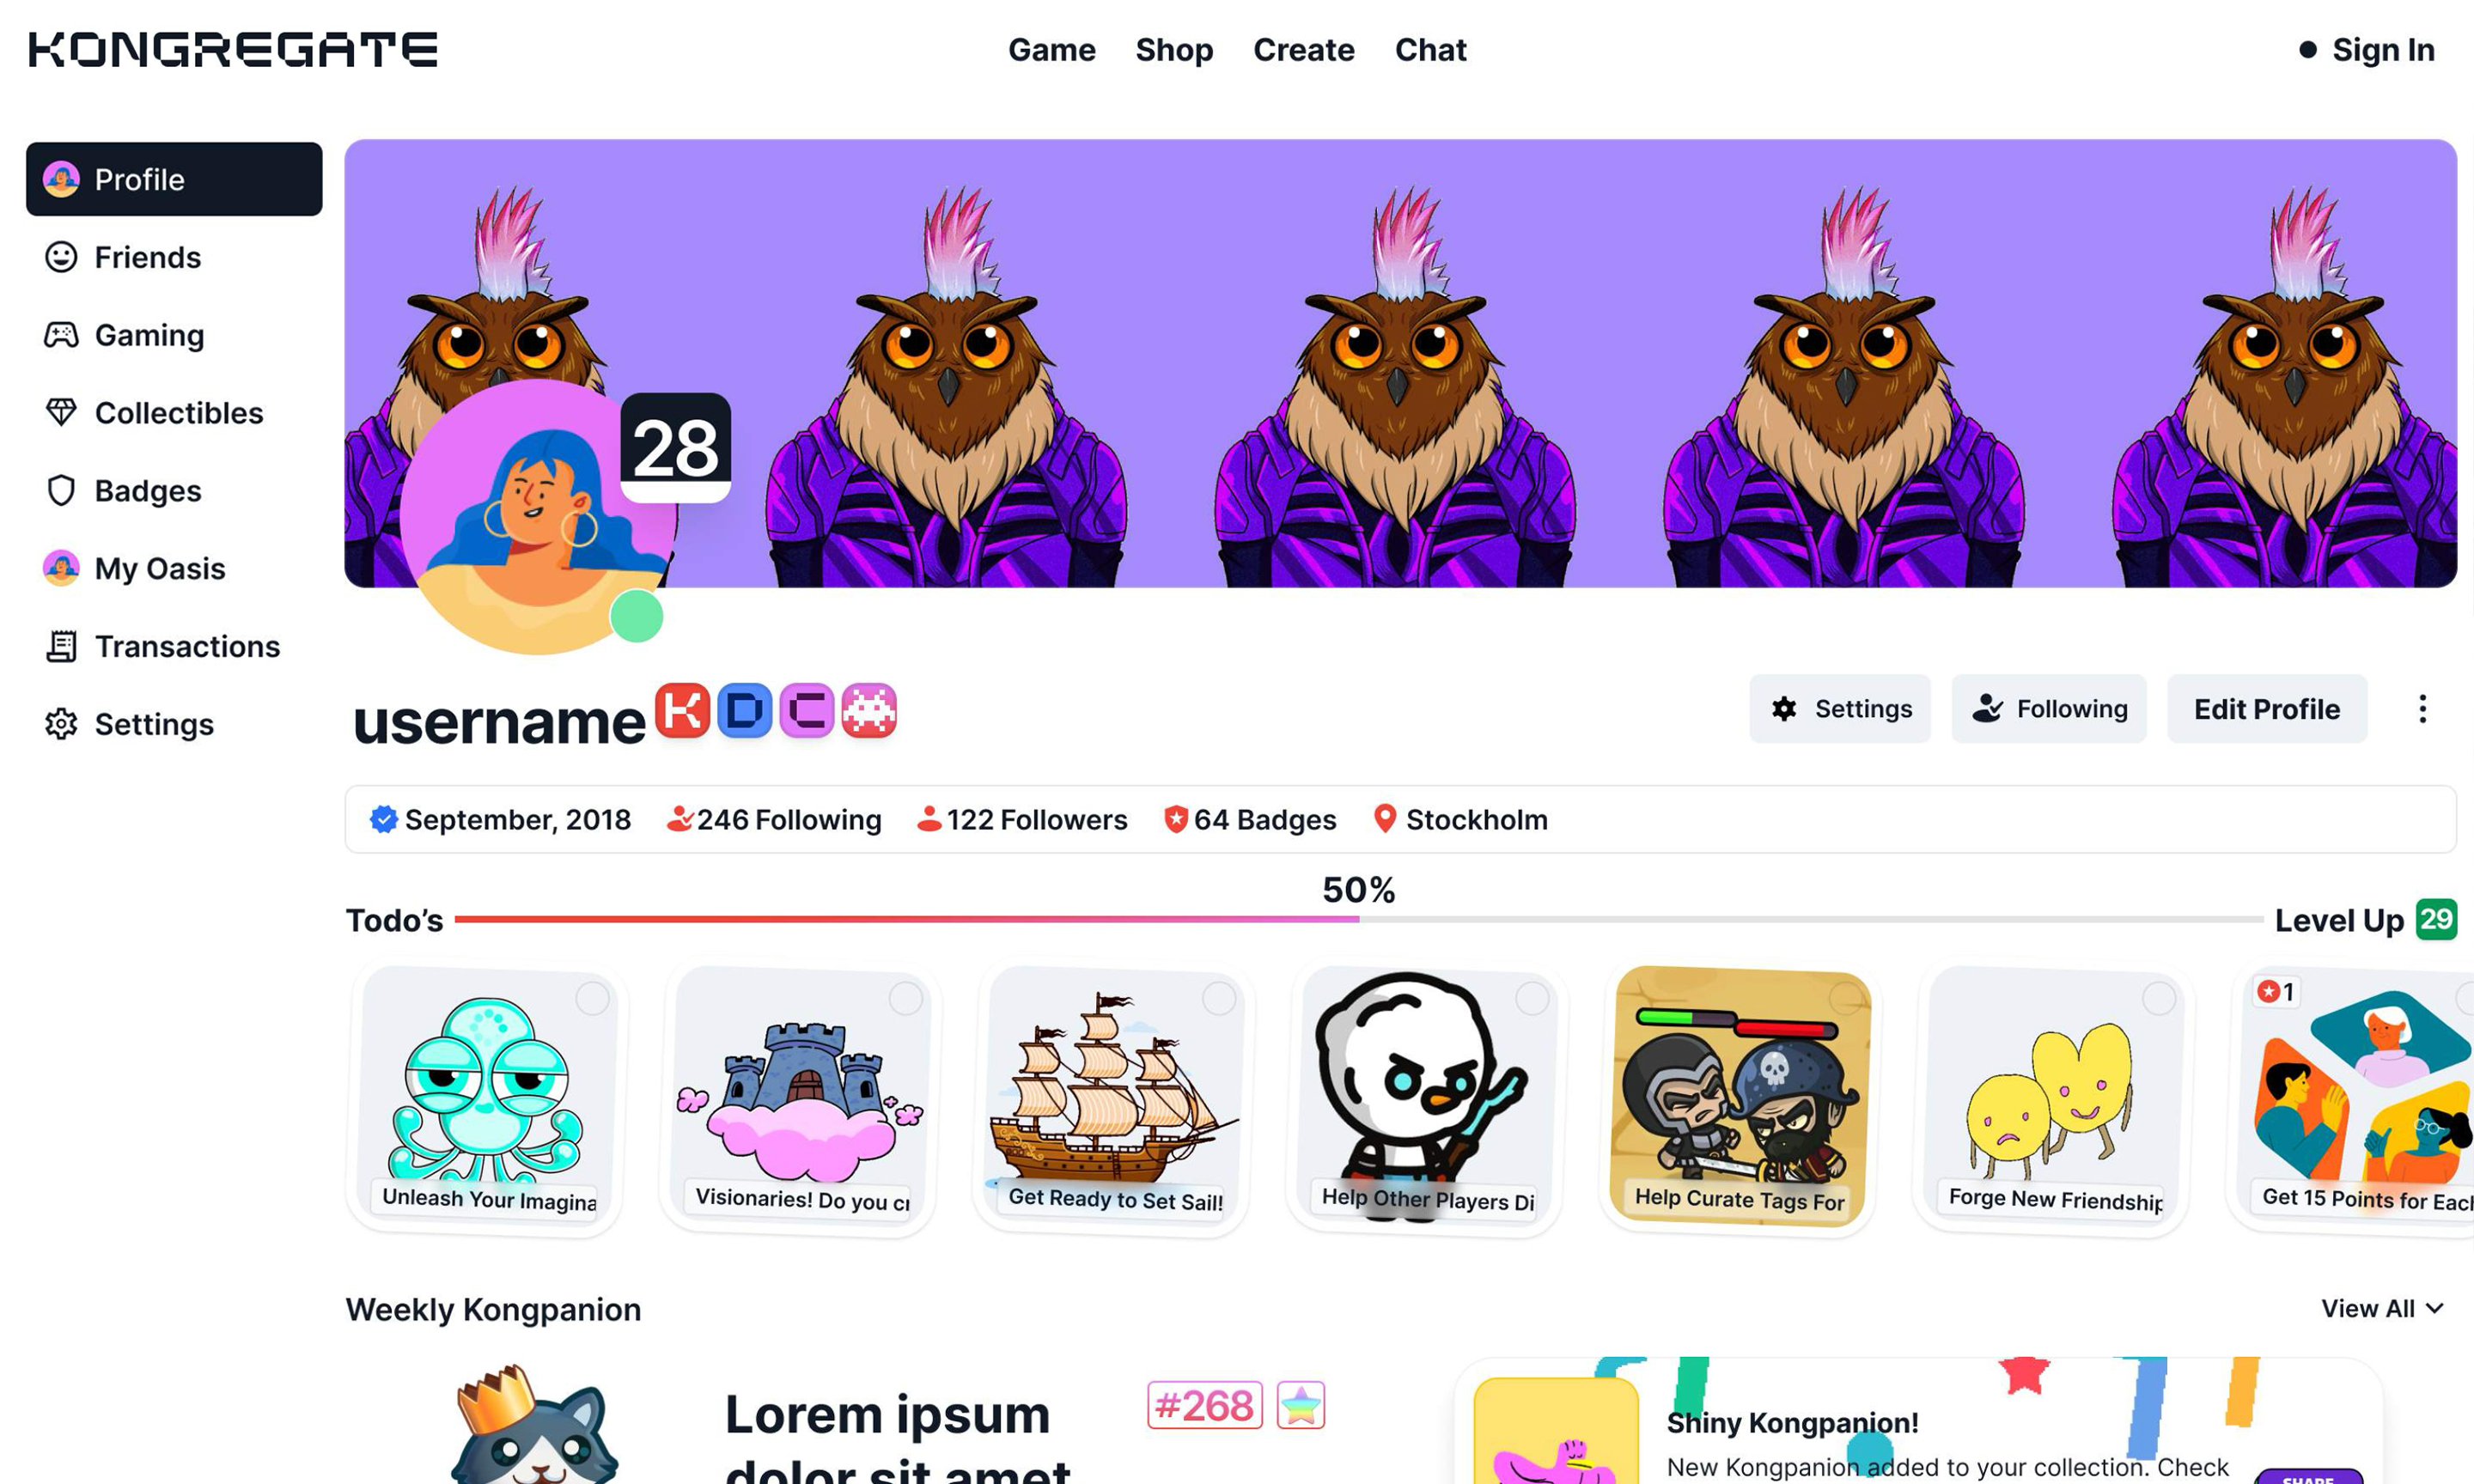 KONGREGATE
Game Shop Create Chat
Sign In
Profile
Friends
Gaming
Collectibles
Badges
My Oasis
Transactions
Settings
28
username K D C
Settings Following Edit Profile
September, 2018 246 Following 122 Followers 64 Badges Stockholm
50%
Todo’s Level Up 29
1
Unleash Your Imagina
Visionaries! Do you cr
Get Ready to Set Sail!
Help Other Players Di
Help Curate Tags For
Forge New Friendship
Get 15 Points for Each
Weekly Kongpanion View All
Lorem ipsum
dolor sit amet
#268
Shiny Kongpanion!
New Kongpanion added to your collection. Check
SHARE